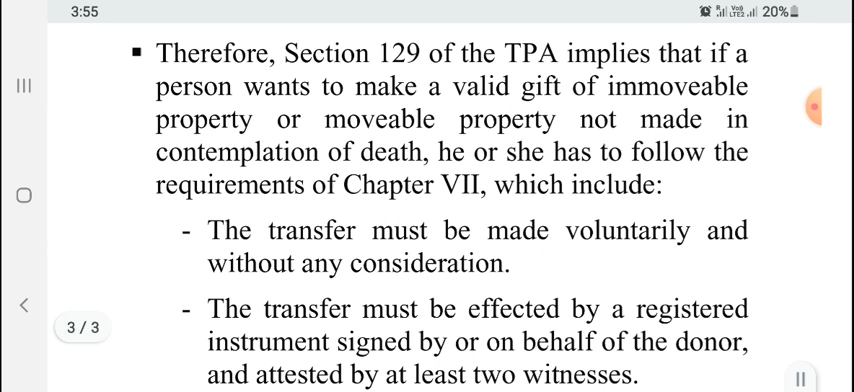 3:55
R Vo) LTE2 20%
▪ Therefore, Section 129 of the TPA implies that if a
person wants to make a valid gift of immoveable
property or moveable property not made in
contemplation of death, he or she has to follow the
requirements of Chapter VII, which include:
- The transfer must be made voluntarily and
without any consideration.
- The transfer must be effected by a registered
3 / 3
instrument signed by or on behalf of the donor,
and attested by at least two witnesses.